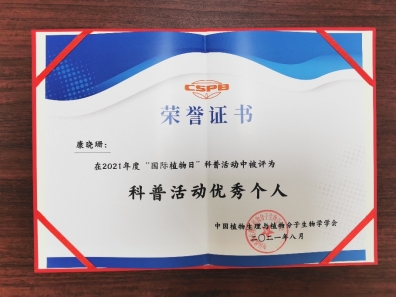 CSPB
荣誉证书
康晓珊:
在2021年度“国际植物日”科普活动中被评为
科普活动优秀个人
中国植物生理与植物分子生物学学会
二〇二一年八月